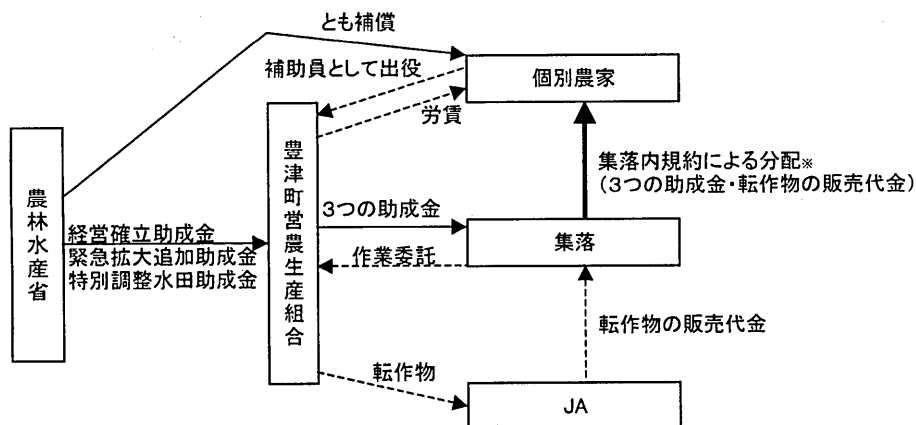 とも補償
補助員として出役
個別農家
労賃
農林水産省
豊津町営農生産組合
集落内規約による分配※
（3つの助成金・転作物の販売代金）
3つの助成金
経営確立助成金
緊急拡大追加助成金
特別調整水田助成金
集落
作業委託
転作物の販売代金
転作物
JA